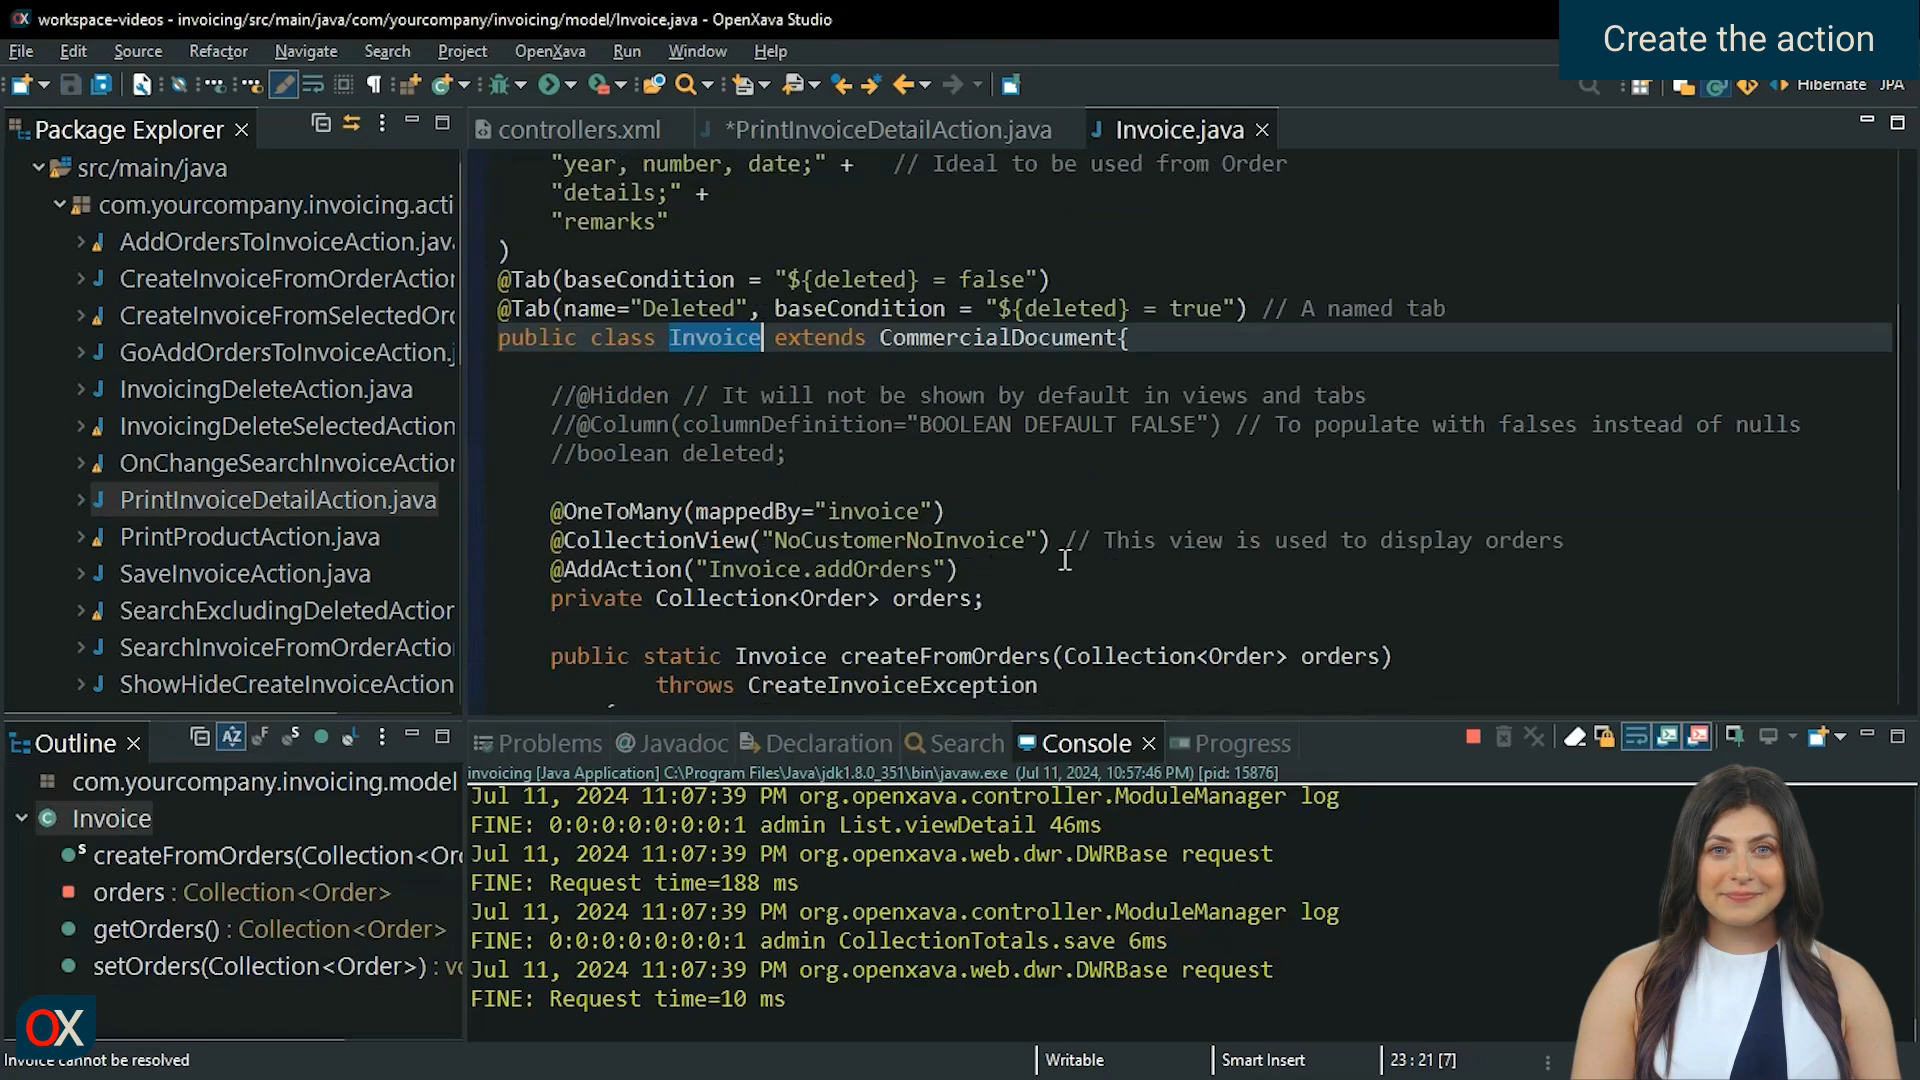 workspace-videos - invoicing/src/main/java/com/yourcompany/invoicing/model/Invoice.java - OpenXava Studio
Create the action
File Edit Source Refactor Navigate Search Project OpenXava Run Window Help
Hibernate JPA
Package Explorer
controllers.xml
*PrintInvoiceDetailAction.java
Invoice.java
src/main/java
com.yourcompany.invoicing.acti
AddOrdersToInvoiceAction.jav
CreateInvoiceFromOrderAction
CreateInvoiceFromSelectedOrd
GoAddOrdersToInvoiceAction.j
InvoicingDeleteAction.java
InvoicingDeleteSelectedAction
OnChangeSearchInvoiceAction
PrintInvoiceDetailAction.java
PrintProductAction.java
SaveInvoiceAction.java
SearchExcludingDeletedAction
SearchInvoiceFromOrderAction
ShowHideCreateInvoiceAction
"year, number, date;" + // Ideal to be used from Order
"details;" +
"remarks"
)
@Tab(baseCondition = "${deleted} = false")
@Tab(name="Deleted", baseCondition = "${deleted} = true") // A named tab
public class Invoice extends CommercialDocument{
//@Hidden // It will not be shown by default in views and tabs
//@Column(columnDefinition="BOOLEAN DEFAULT FALSE") // To populate with falses instead of nulls
//boolean deleted;
@OneToMany(mappedBy="invoice")
@CollectionView("NoCustomerNoInvoice") // This view is used to display orders
@AddAction("Invoice.addOrders")
private Collection<Order> orders;
public static Invoice createFromOrders(Collection<Order> orders)
throws CreateInvoiceException
Outline
com.yourcompany.invoicing.model
Invoice
createFromOrders(Collection<Or
orders : Collection<Order>
getOrders() : Collection<Order>
setOrders(Collection<Order>) : vo
Problems @ Javadoc Declaration Search Console Progress
invoicing [Java Application] C:\Program Files\Java\jdk1.8.0_351\bin\javaw.exe (Jul 11, 2024, 10:57:46 PM) [pid: 15876]
Jul 11, 2024 11:07:39 PM org.openxava.controller.ModuleManager log
FINE: 0:0:0:0:0:0:0:1 admin List.viewDetail 46ms
Jul 11, 2024 11:07:39 PM org.openxava.web.dwr.DWRBase request
FINE: Request time=188 ms
Jul 11, 2024 11:07:39 PM org.openxava.controller.ModuleManager log
FINE: 0:0:0:0:0:0:0:1 admin CollectionTotals.save 6ms
Jul 11, 2024 11:07:39 PM org.openxava.web.dwr.DWRBase request
FINE: Request time=10 ms
OX
Invoice cannot be resolved
Writable
Smart Insert
23 : 21 [7]